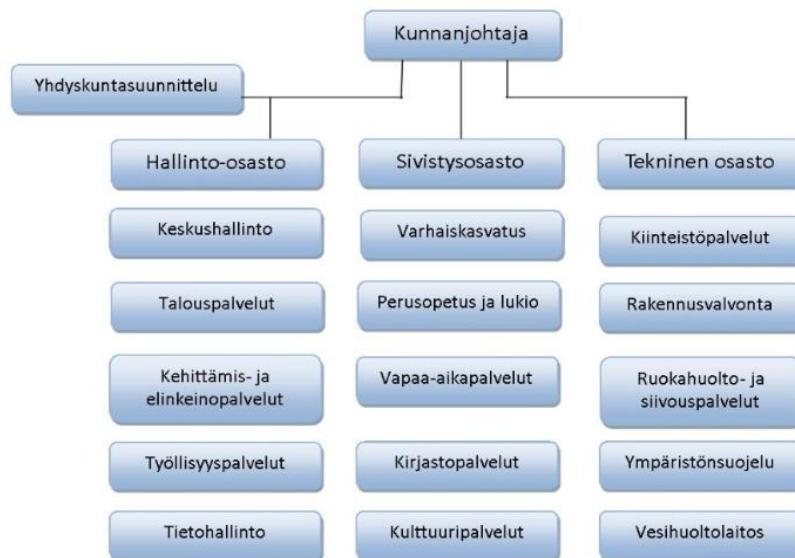 Kunnanjohtaja
Yhdyskuntasuunnittelu
Hallinto-osasto
Sivistysosasto
Tekninen osasto
Keskushallinto
Varhaiskasvatus
Kiinteistöpalvelut
Talouspalvelut
Perusopetus ja lukio
Rakennusvalvonta
Kehittämis- ja
elinkeinopalvelut
Vapaa-aikapalvelut
Ruokahuolto- ja
siivouspalvelut
Työllisyyspalvelut
Kirjastopalvelut
Ympäristönsuojelu
Tietohallinto
Kulttuuripalvelut
Vesihuoltolaitos